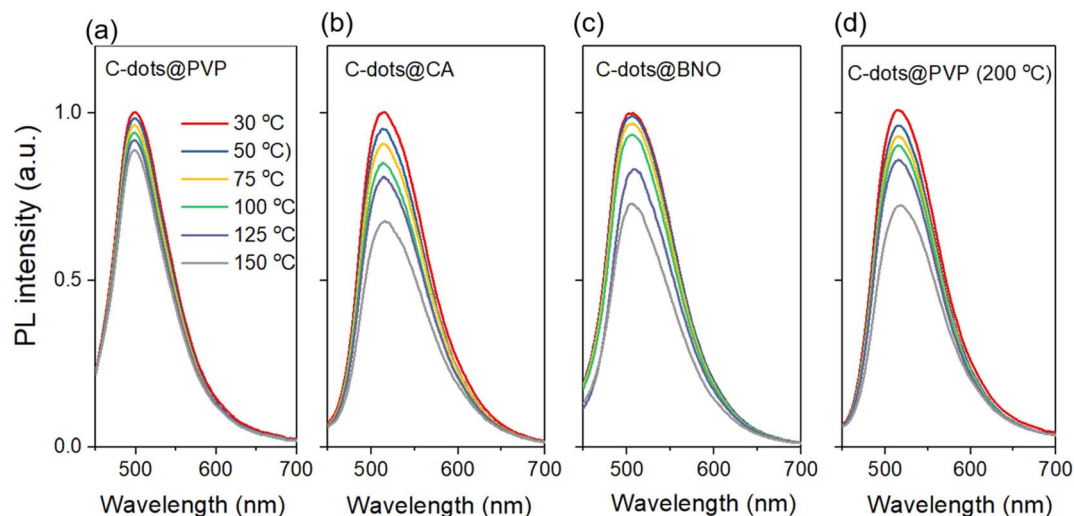 (a)
(b)
(c)
(d)
C-dots@PVP
C-dots@CA
C-dots@BNO
C-dots@PVP (200 ºC)
PL intensity (a.u.)
1.0
0.5
0.0
30 ºC
50 ºC)
75 ºC
100 ºC
125 ºC
150 ºC
500 600 700
500 600 700
500 600 700
500 600 700
Wavelength (nm)
Wavelength (nm)
Wavelength (nm)
Wavelength (nm)